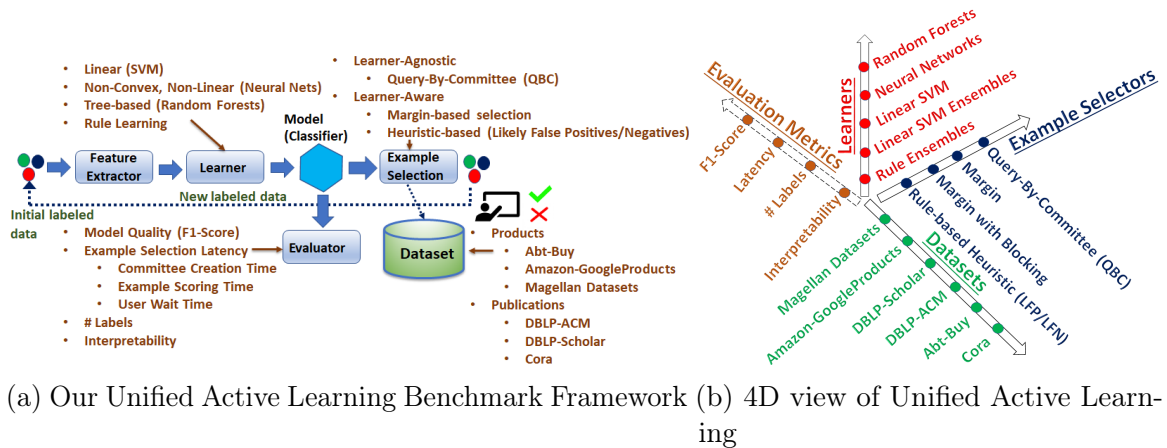 • Linear (SVM)
• Non-Convex, Non-Linear (Neural Nets)
• Tree-based (Random Forests)
• Rule Learning
• Learner-Agnostic
• Query-By-Committee (QBC)
• Learner-Aware
• Margin-based selection
• Heuristic-based (Likely False Positives/Negatives)
Model
(Classifier)
Feature
Extractor
Learner
Example
Selection
New labeled data
Initial labeled
data
Evaluator
Dataset
• Model Quality (F1-Score)
• Example Selection Latency
• Committee Creation Time
• Example Scoring Time
• User Wait Time
• # Labels
• Interpretability
• Products
• Abt-Buy
• Amazon-GoogleProducts
• Magellan Datasets
• Publications
• DBLP-ACM
• DBLP-Scholar
• Cora
(a) Our Unified Active Learning Benchmark Framework
Evaluation Metrics
F1-Score
Latency
# Labels
Interpretability
Learners
Random Forests
Neural Networks
Linear SVM
Linear SVM Ensembles
Rule Ensembles
Example Selectors
Query-By-Committee (QBC)
Margin
Margin with Blocking
Rule-based Heuristic (LFP/LFN)
Datasets
Magellan Datasets
Amazon-GoogleProducts
DBLP-Scholar
DBLP-ACM
Abt-Buy
Cora
(b) 4D view of Unified Active Learn-
ing